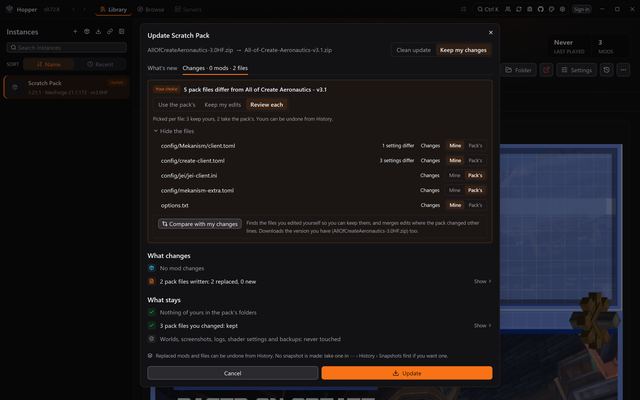 Hopper
v0.72.8
Library
Browse
Servers
Ctrl K
Sign in
Instances
Search Instances
SORT
Name
Recent
Scratch Pack
Update Scratch Pack
AllOfCreateAeronautics-3.0HF.zip → All-of-Create-Aeronautics-v3.1.zip
Clean update
Keep my changes
What's new
Changes · 0 mods · 2 files
Your choice
5 pack files differ from All of Create Aeronautics - v3.1
Use the pack's
Keep my edits
Review each
Picked per file: 3 keep yours, 2 take the pack's. Yours can be undone from History.
Hide the files
config/Mekanism/client.toml
1 setting differ
Changes
Mine
Pack's
config/create-client.toml
3 settings differ
Changes
Mine
Pack's
config/jei/jei-client.ini
Changes
Mine
Pack's
config/mekanism-extra.toml
Changes
Mine
Pack's
options.txt
Changes
Mine
Pack's
Compare with my changes
Finds the files you edited yourself so you can keep them, and merges edits where the pack changed other
lines. Downloads the version you have (AllOfCreateAeronautics-3.0HF.zip) too.
What changes
No mod changes
2 pack files written: 2 replaced, 0 new
Show
What stays
Nothing of yours in the pack's folders
3 pack files you changed: kept
Show
Worlds, screenshots, logs, shader settings and backups: never touched
Replaced mods and files can be undone from History. No snapshot is made: take one in ··· › History › Snapshots first if you want one.
Cancel
Update
Never
LAST PLAYED
3
MODS
Folder
Settings